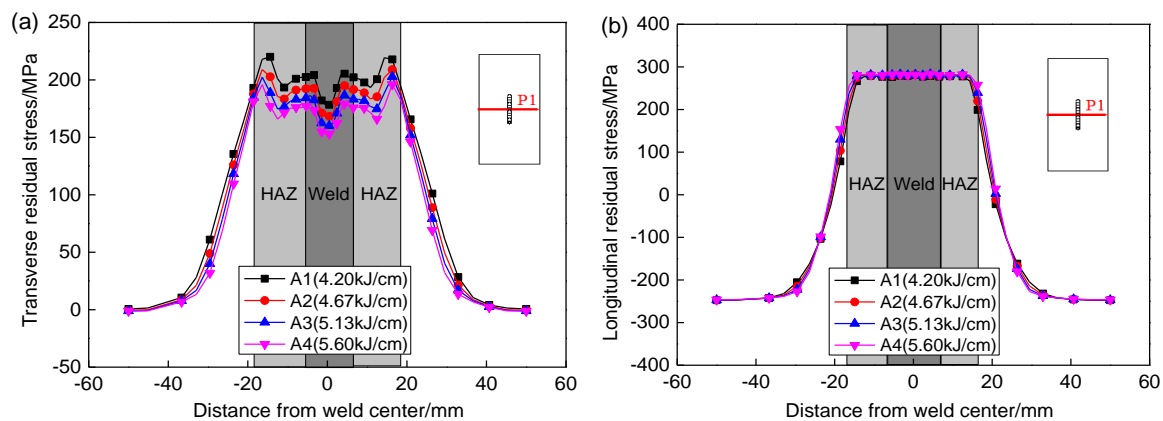 (a)
250
200
150
100
50
0
-50
Transverse residual stress/MPa
P1
HAZ Weld HAZ
A1(4.20kJ/cm)
A2(4.67kJ/cm)
A3(5.13kJ/cm)
A4(5.60kJ/cm)
-60 -40 -20 0 20 40 60
Distance from weld center/mm
(b)
400
300
200
100
0
-100
-200
-300
-400
Longitudinal residual stress/MPa
P1
HAZ Weld HAZ
A1(4.20kJ/cm)
A2(4.67kJ/cm)
A3(5.13kJ/cm)
A4(5.60kJ/cm)
-60 -40 -20 0 20 40 60
Distance from weld center/mm